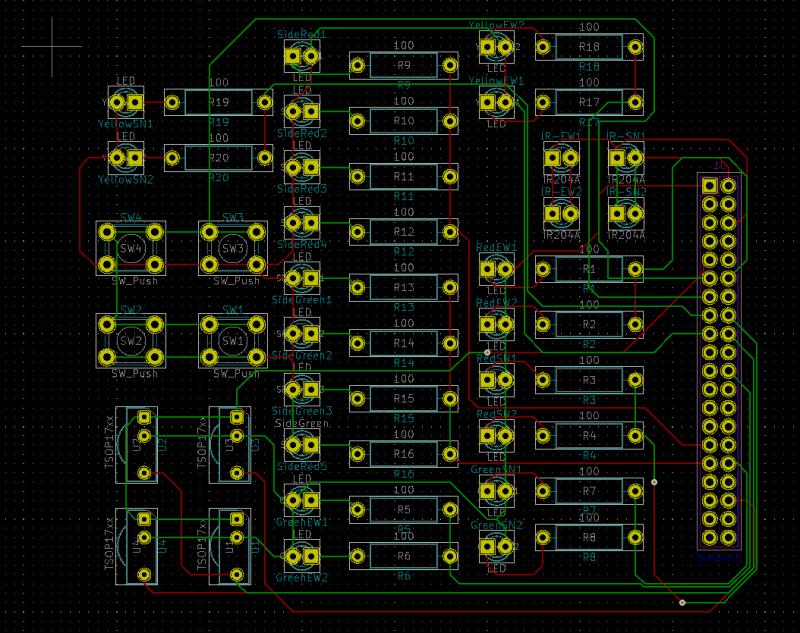 SideRed1
100
R9
R9
LED
YellowEW2
LED
100
R18
R18
LED
YellowSN1
100
R19
R19
100
R10
R10
LED
SideRed2
YellowEW1
LED
100
R17
LED
YellowSN2
100
R20
R20
LED
SideRed3
100
R11
R11
IR-EW1
IR204A
IR-SN1
IR204A
SW4
SW4
SW_Push
SW3
SW3
SW_Push
LED
SideRed4
100
R12
R12
IR-EW2
IR204A
IR-SN2
IR204A
LED
SideGreen1
100
R13
R13
RedEW1
LED
100
R1
R1
SW2
SW2
SW_Push
SW1
SW1
SW_Push
LED
SideGreen2
100
R14
R14
RedEW2
LED
100
R2
R2
LED
SideGreen3
100
R15
R15
RedSN1
LED
100
R3
R3
TSOP17xx
TSOP17xx
SideGreen
LED
SideRed5
100
R16
R16
RedSN2
LED
100
R4
R4
LED
GreenEW1
100
R5
R5
GreenSN1
LED
100
R7
R7
TSOP17xx
TSOP17xx
LED
GreenEW2
100
R6
R6
GreenSN2
LED
100
R8
R8